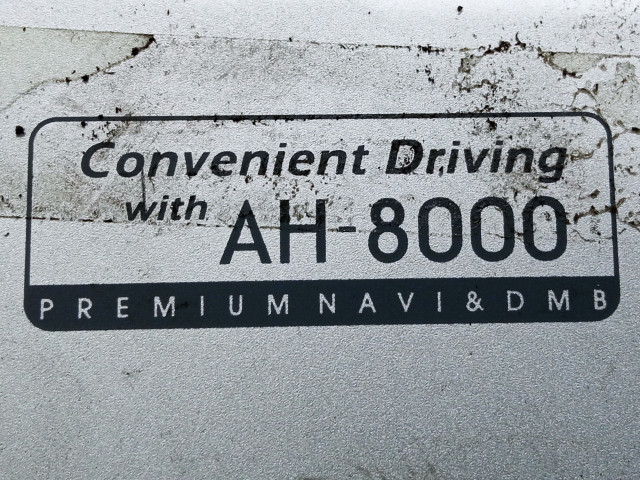 Convenient Driving
with AH-8000
PREMIUM NAVI & DMB